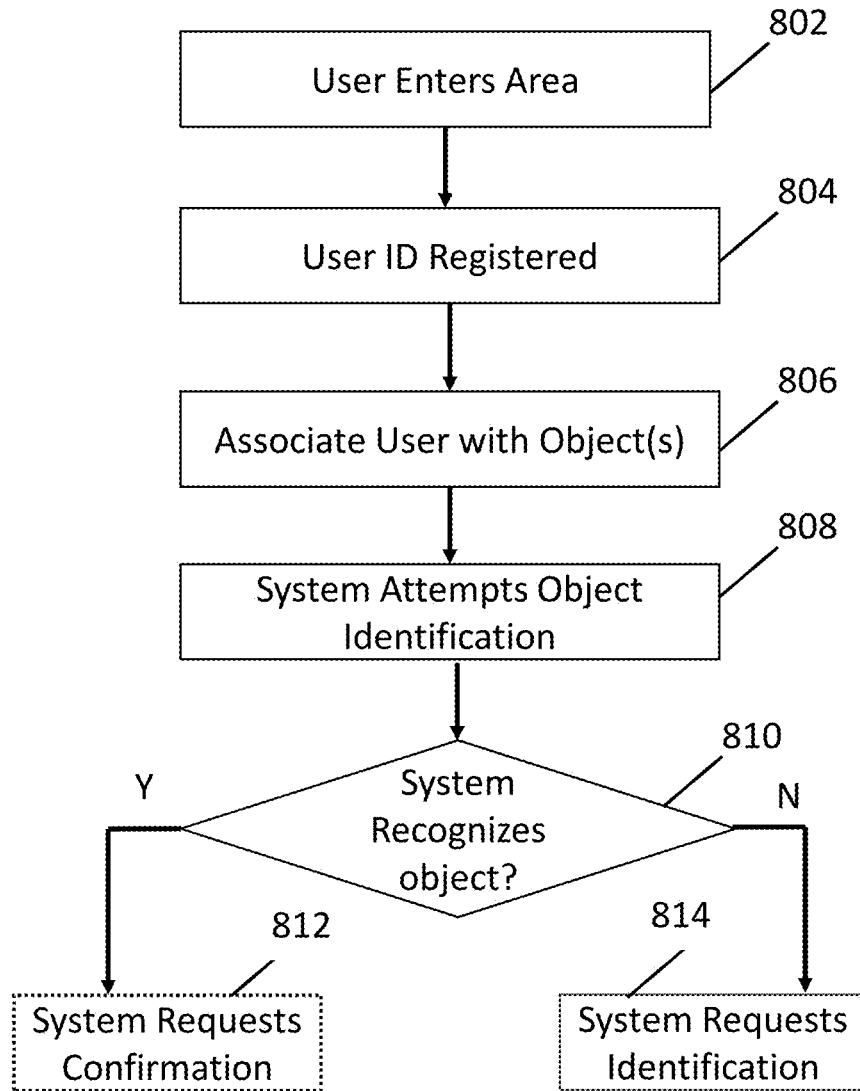 802
User Enters Area
804
User ID Registered
806
Associate User with Object(s)
808
System Attempts Object
Identification
810
Y
N
System
Recognizes
object?
812
814
System Requests
Confirmation
System Requests
Identification